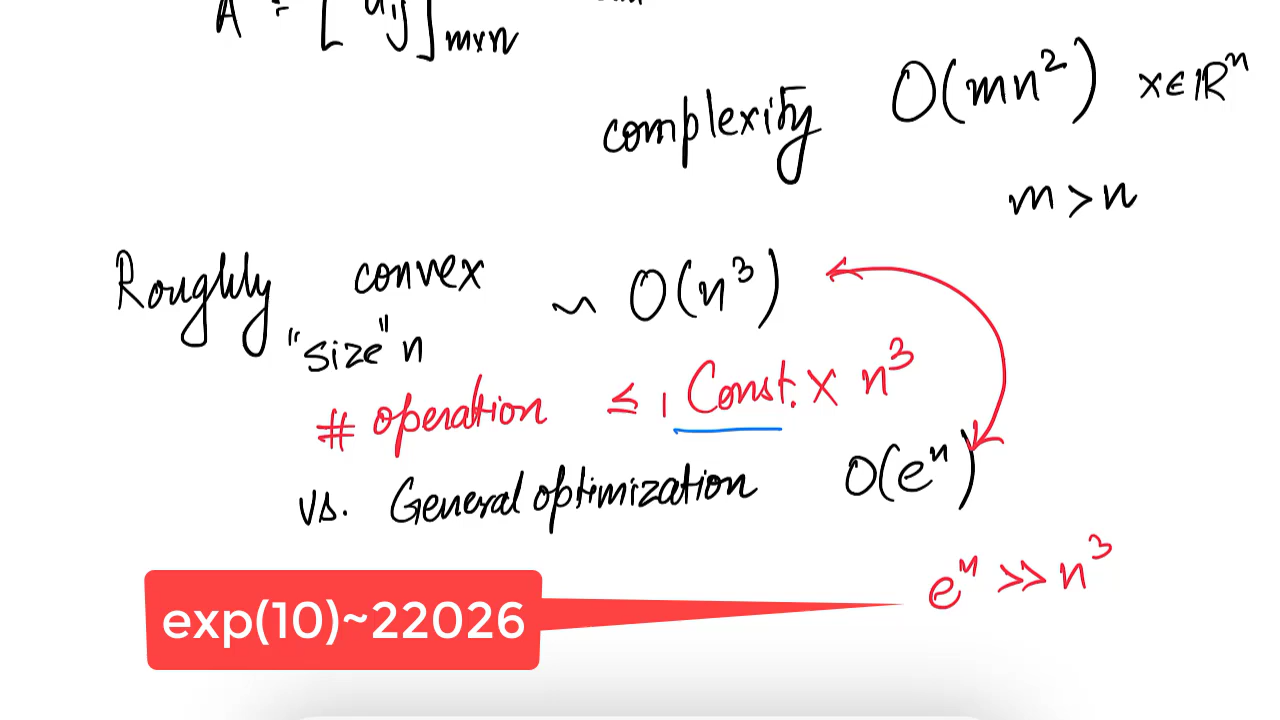 A = [aij]m×n
complexity O(mn²) x∈ℝⁿ
m > n
Roughly convex ~ O(n³)
"size" n
# operation ≤ Const. × n³
vs. General optimization O(eⁿ)
eⁿ >> n³
exp(10)~22026